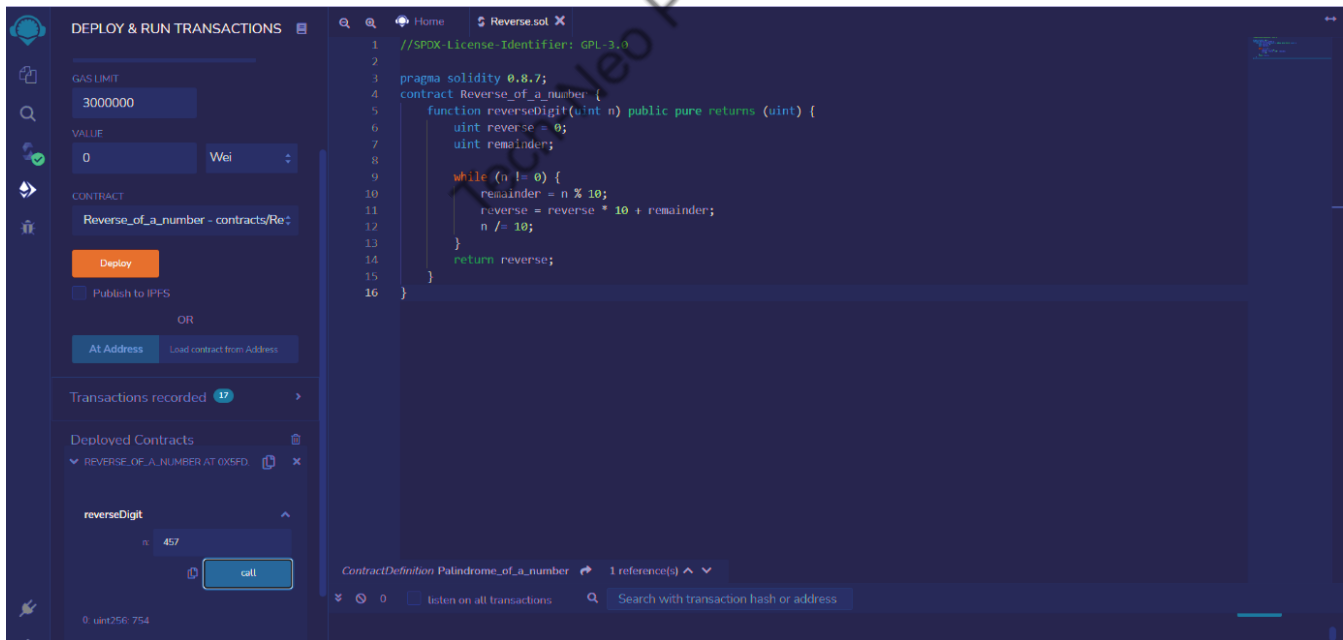 DEPLOY & RUN TRANSACTIONS
GAS LIMIT
3000000
VALUE
0
Wei
CONTRACT
Reverse_of_a_number - contracts/Re
Deploy
Publish to IPFS
OR
At Address
Load contract from Address
Transactions recorded 17
Deployed Contracts
REVERSE_OF_A_NUMBER AT 0X5FD.
reverseDigit
n: 457
call
0: uint256: 754
Home
Reverse.sol
1 //SPDX-License-Identifier: GPL-3.0
2
3 pragma solidity 0.8.7;
4 contract Reverse_of_a_number {
5 function reverseDigit(uint n) public pure returns (uint) {
6 uint reverse = 0;
7 uint remainder;
8
9 while (n != 0) {
10 remainder = n % 10;
11 reverse = reverse * 10 + remainder;
12 n /= 10;
13 }
14 return reverse;
15 }
16 }
ContractDefinition Palindrome_of_a_number 1 reference(s)
0 listen on all transactions
Search with transaction hash or address
Tech-Neo